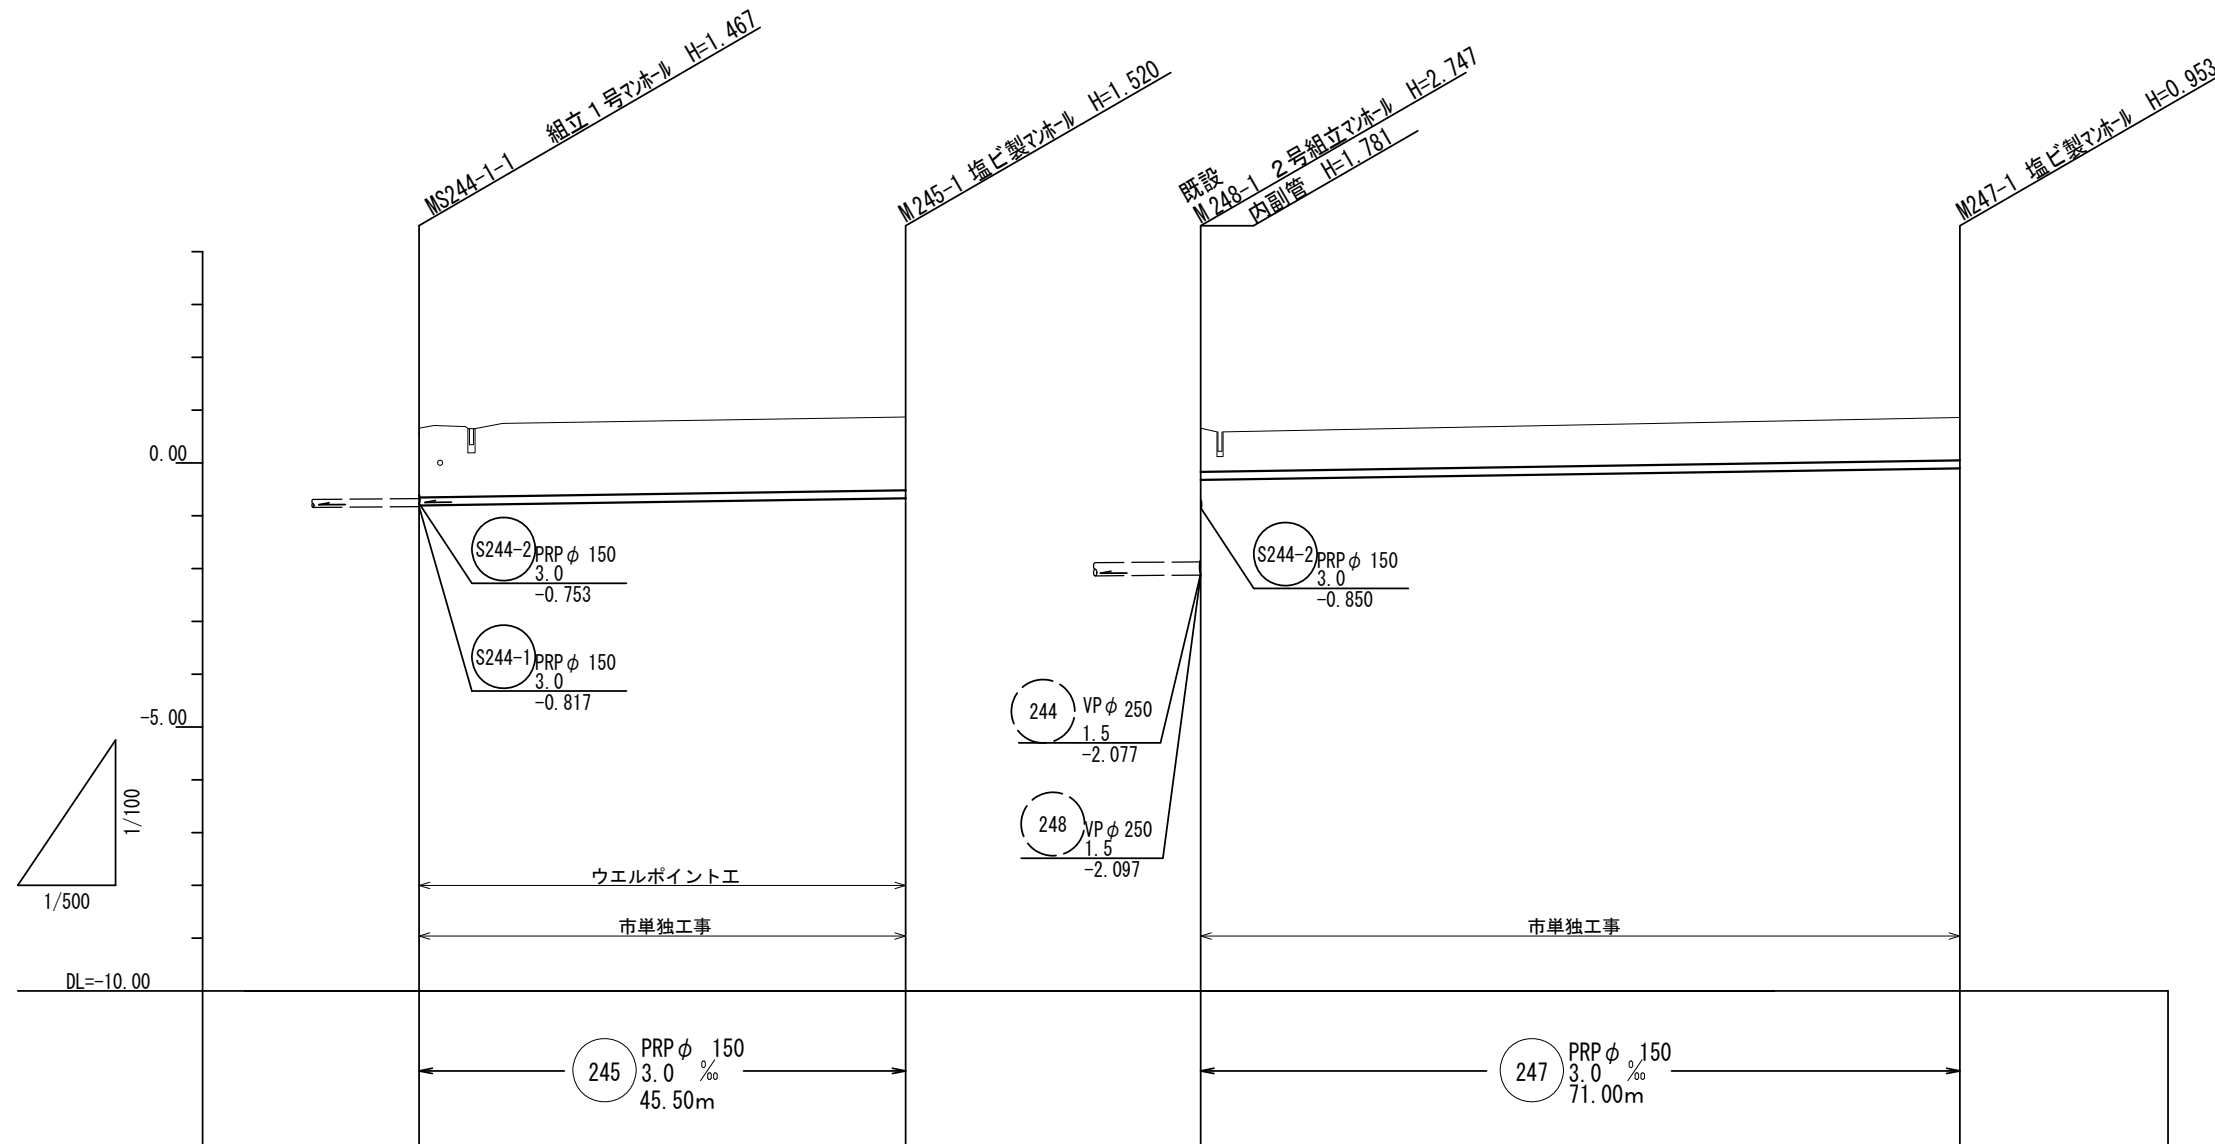 MS244-1-1 組立1号マンホール H=1.467
M245-1 塩ビ製マンホール H=1.520
既設
M248-1 2号組立マンホール H=2.747
内副管 H=1.781
M247-1 塩ビ製マンホール H=0.953
0.00
S244-2 PRPφ 150
3.0
-0.753
S244-1 PRPφ 150
3.0
-0.817
S244-2 PRPφ 150
3.0
-0.850
-5.00
244 VPφ 250
1.5
-2.077
248 VPφ 250
1.5
-2.097
1/100
1/500
ウエルポイント工
市単独工事
市単独工事
DL=-10.00
245 PRPφ 150
3.0 ‰
45.50m
247 PRPφ 150
3.0 ‰
71.00m